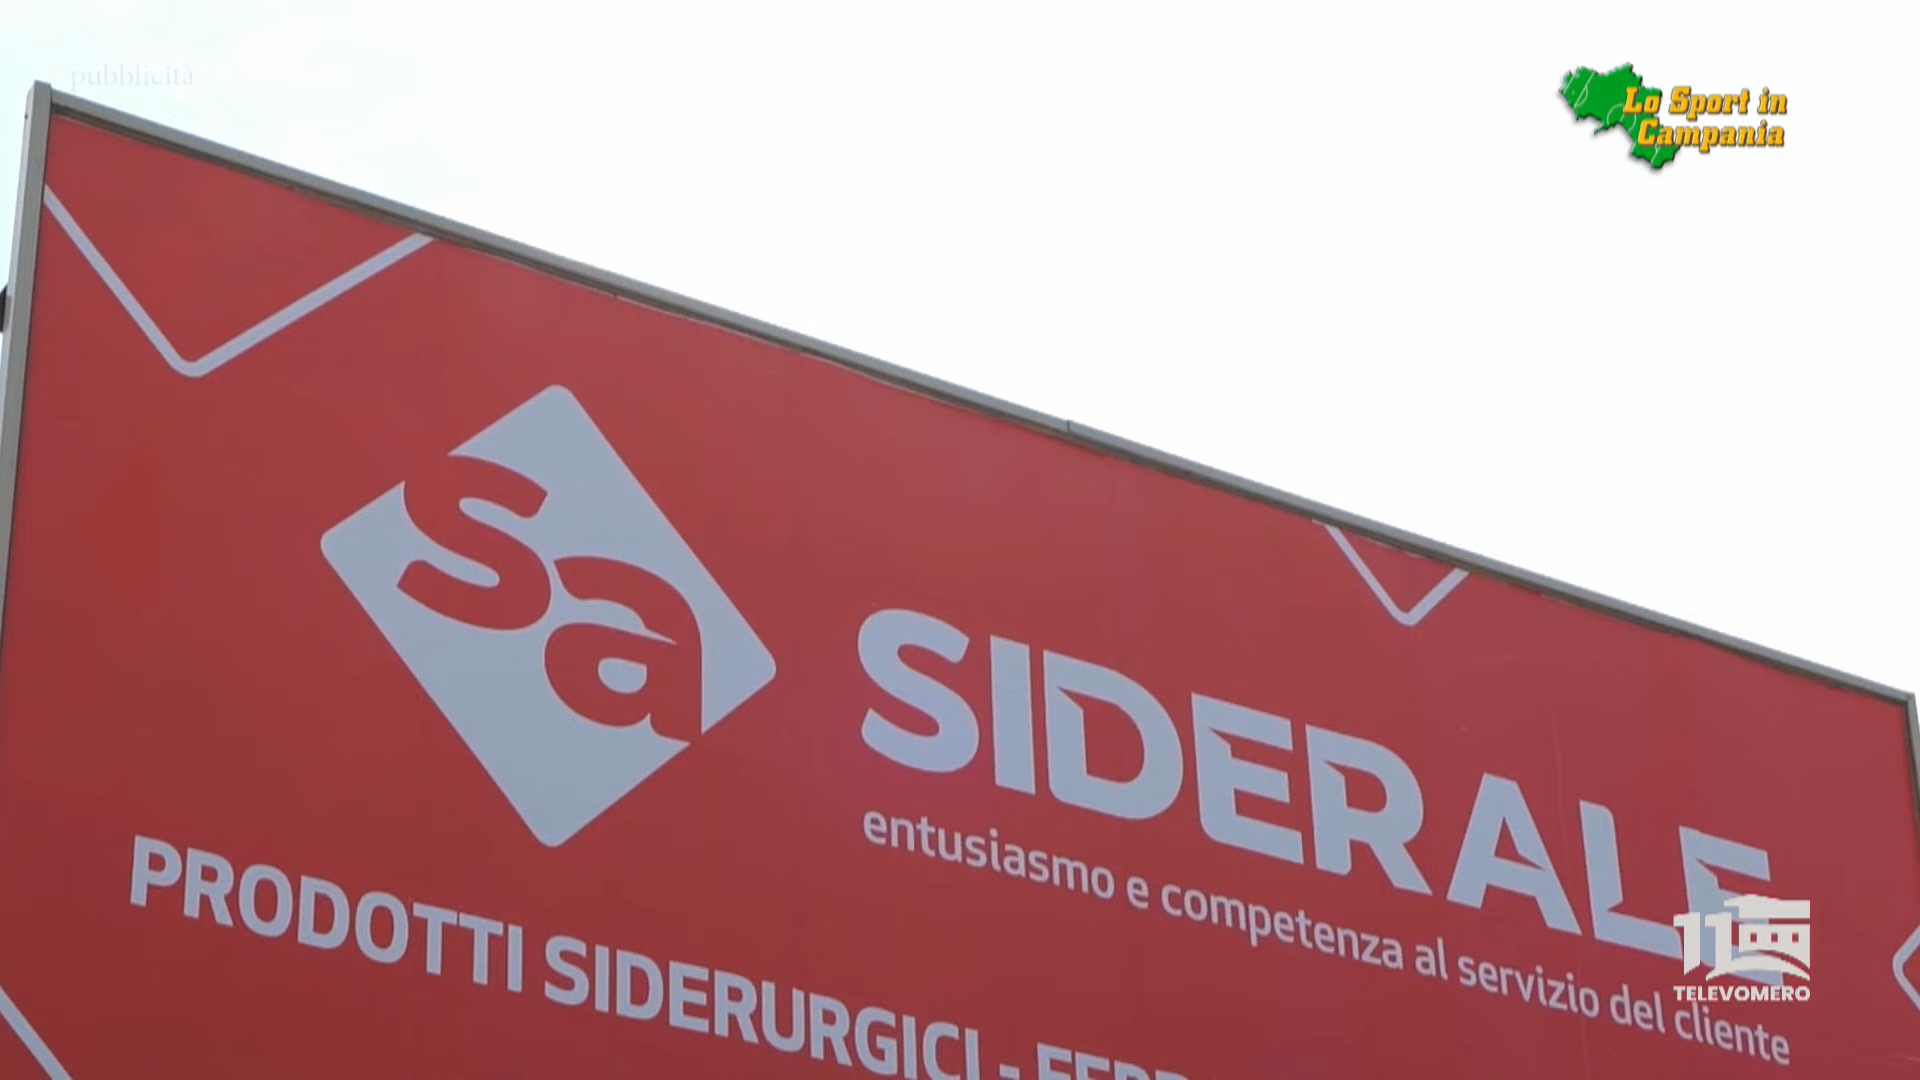 pubblicità
Lo Sport in
Campania
sa
SIDERALE
entusiasmo e competenza al servizio del cliente
PRODOTTI SIDERURGICI -
11
TELEVOMERO